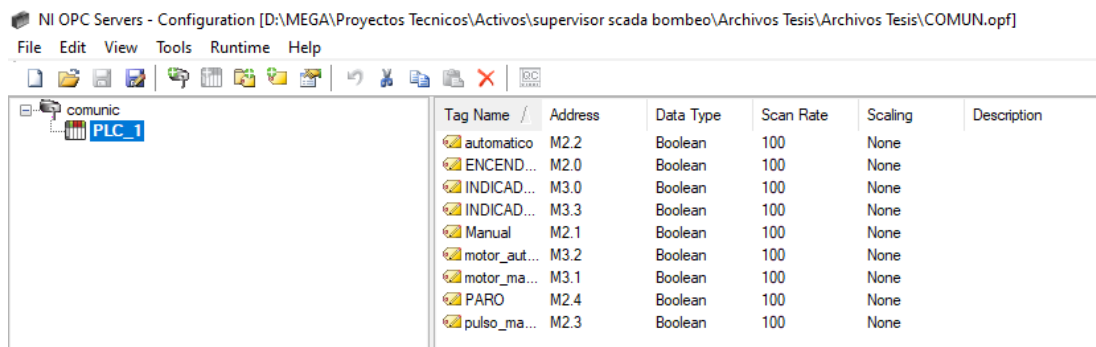 NI OPC Servers - Configuration [D:\MEGA\Proyectos Tecnicos\Activos\supervisor scada bombeo\Archivos Tesis\Archivos Tesis\COMUN.opf]
File Edit View Tools Runtime Help
comunic
PLC_1
Tag Name / Address Data Type Scan Rate Scaling Description
automatico M2.2 Boolean 100 None
ENCEND... M2.0 Boolean 100 None
INDICAD... M3.0 Boolean 100 None
INDICAD... M3.3 Boolean 100 None
Manual M2.1 Boolean 100 None
motor_aut... M3.2 Boolean 100 None
motor_ma... M3.1 Boolean 100 None
PARO M2.4 Boolean 100 None
pulso_ma... M2.3 Boolean 100 None